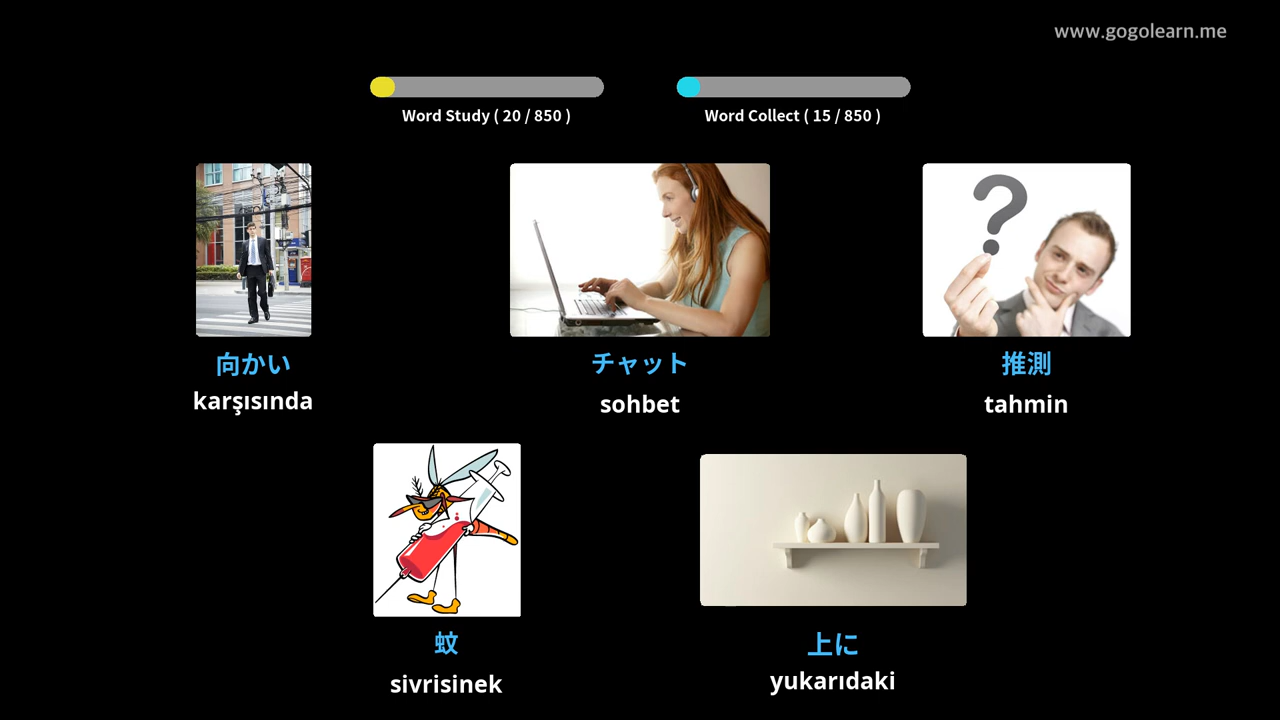 www.gogolearn.me
Word Study ( 20 / 850 )
Word Collect ( 15 / 850 )
向かい
karşısında
チャット
sohbet
推測
tahmin
蚊
sivrisinek
上に
yukarıdaki